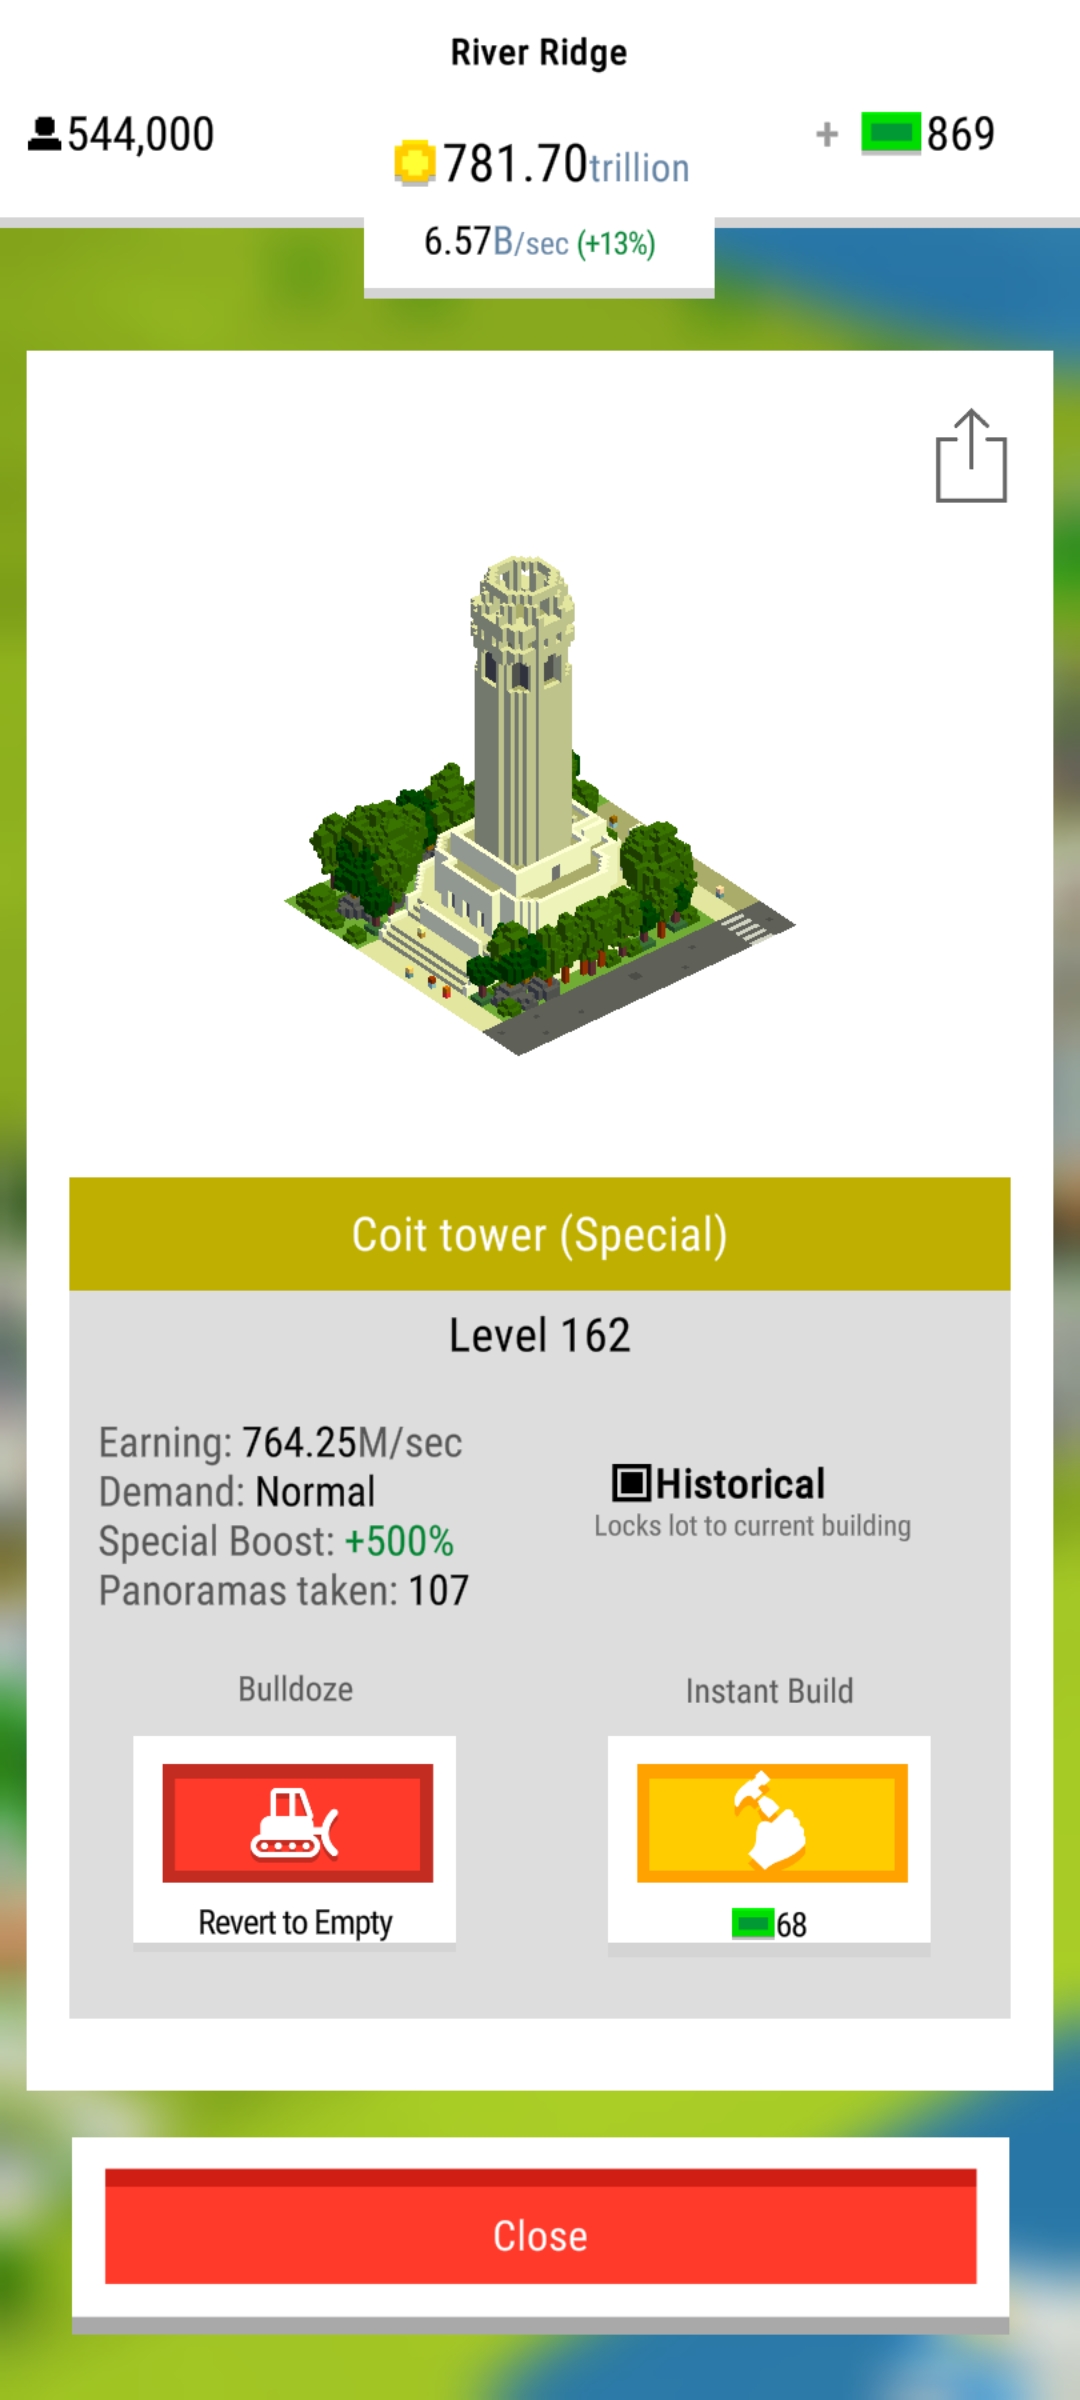 River Ridge
544,000
781.70trillion
+ 869
6.57B/sec (+13%)
Coit tower (Special)
Level 162
Earning: 764.25M/sec
Demand: Normal
Special Boost: +500%
Panoramas taken: 107
Historical
Locks lot to current building
Bulldoze
Instant Build
Revert to Empty
68
Close